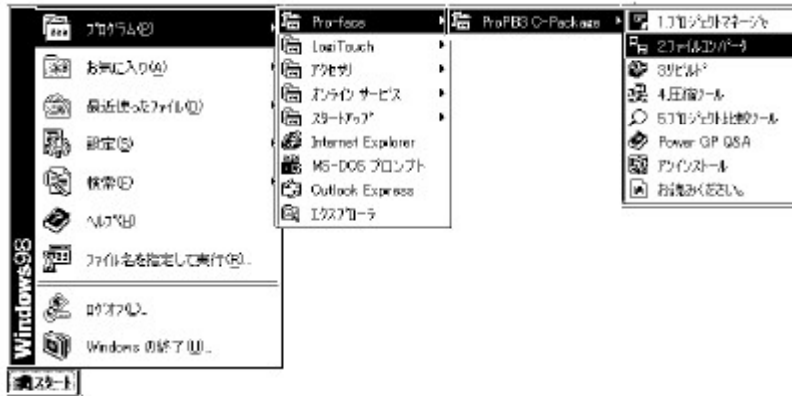 プログラム(P)
お気に入り(A)
最近使ったファイル(D)
設定(S)
検索(F)
ヘルプ(H)
ファイル名を指定して実行(R)...
ログオフ(L)...
Windows の終了(U)...
Windows98
スタート
Pro-face
LogiTouch
アクセサリ
オンライン サービス
スタートアップ
Internet Explorer
MS-DOS プロンプト
Outlook Express
エクスプローラ
ProPB3 C-Package
1.プロジェクトマネージャ
2.ファイルコンバータ
3.リビルド
4.圧縮ツール
5.プロジェクト比較ツール
Power GP Q&A
アンインストール
お読みください。